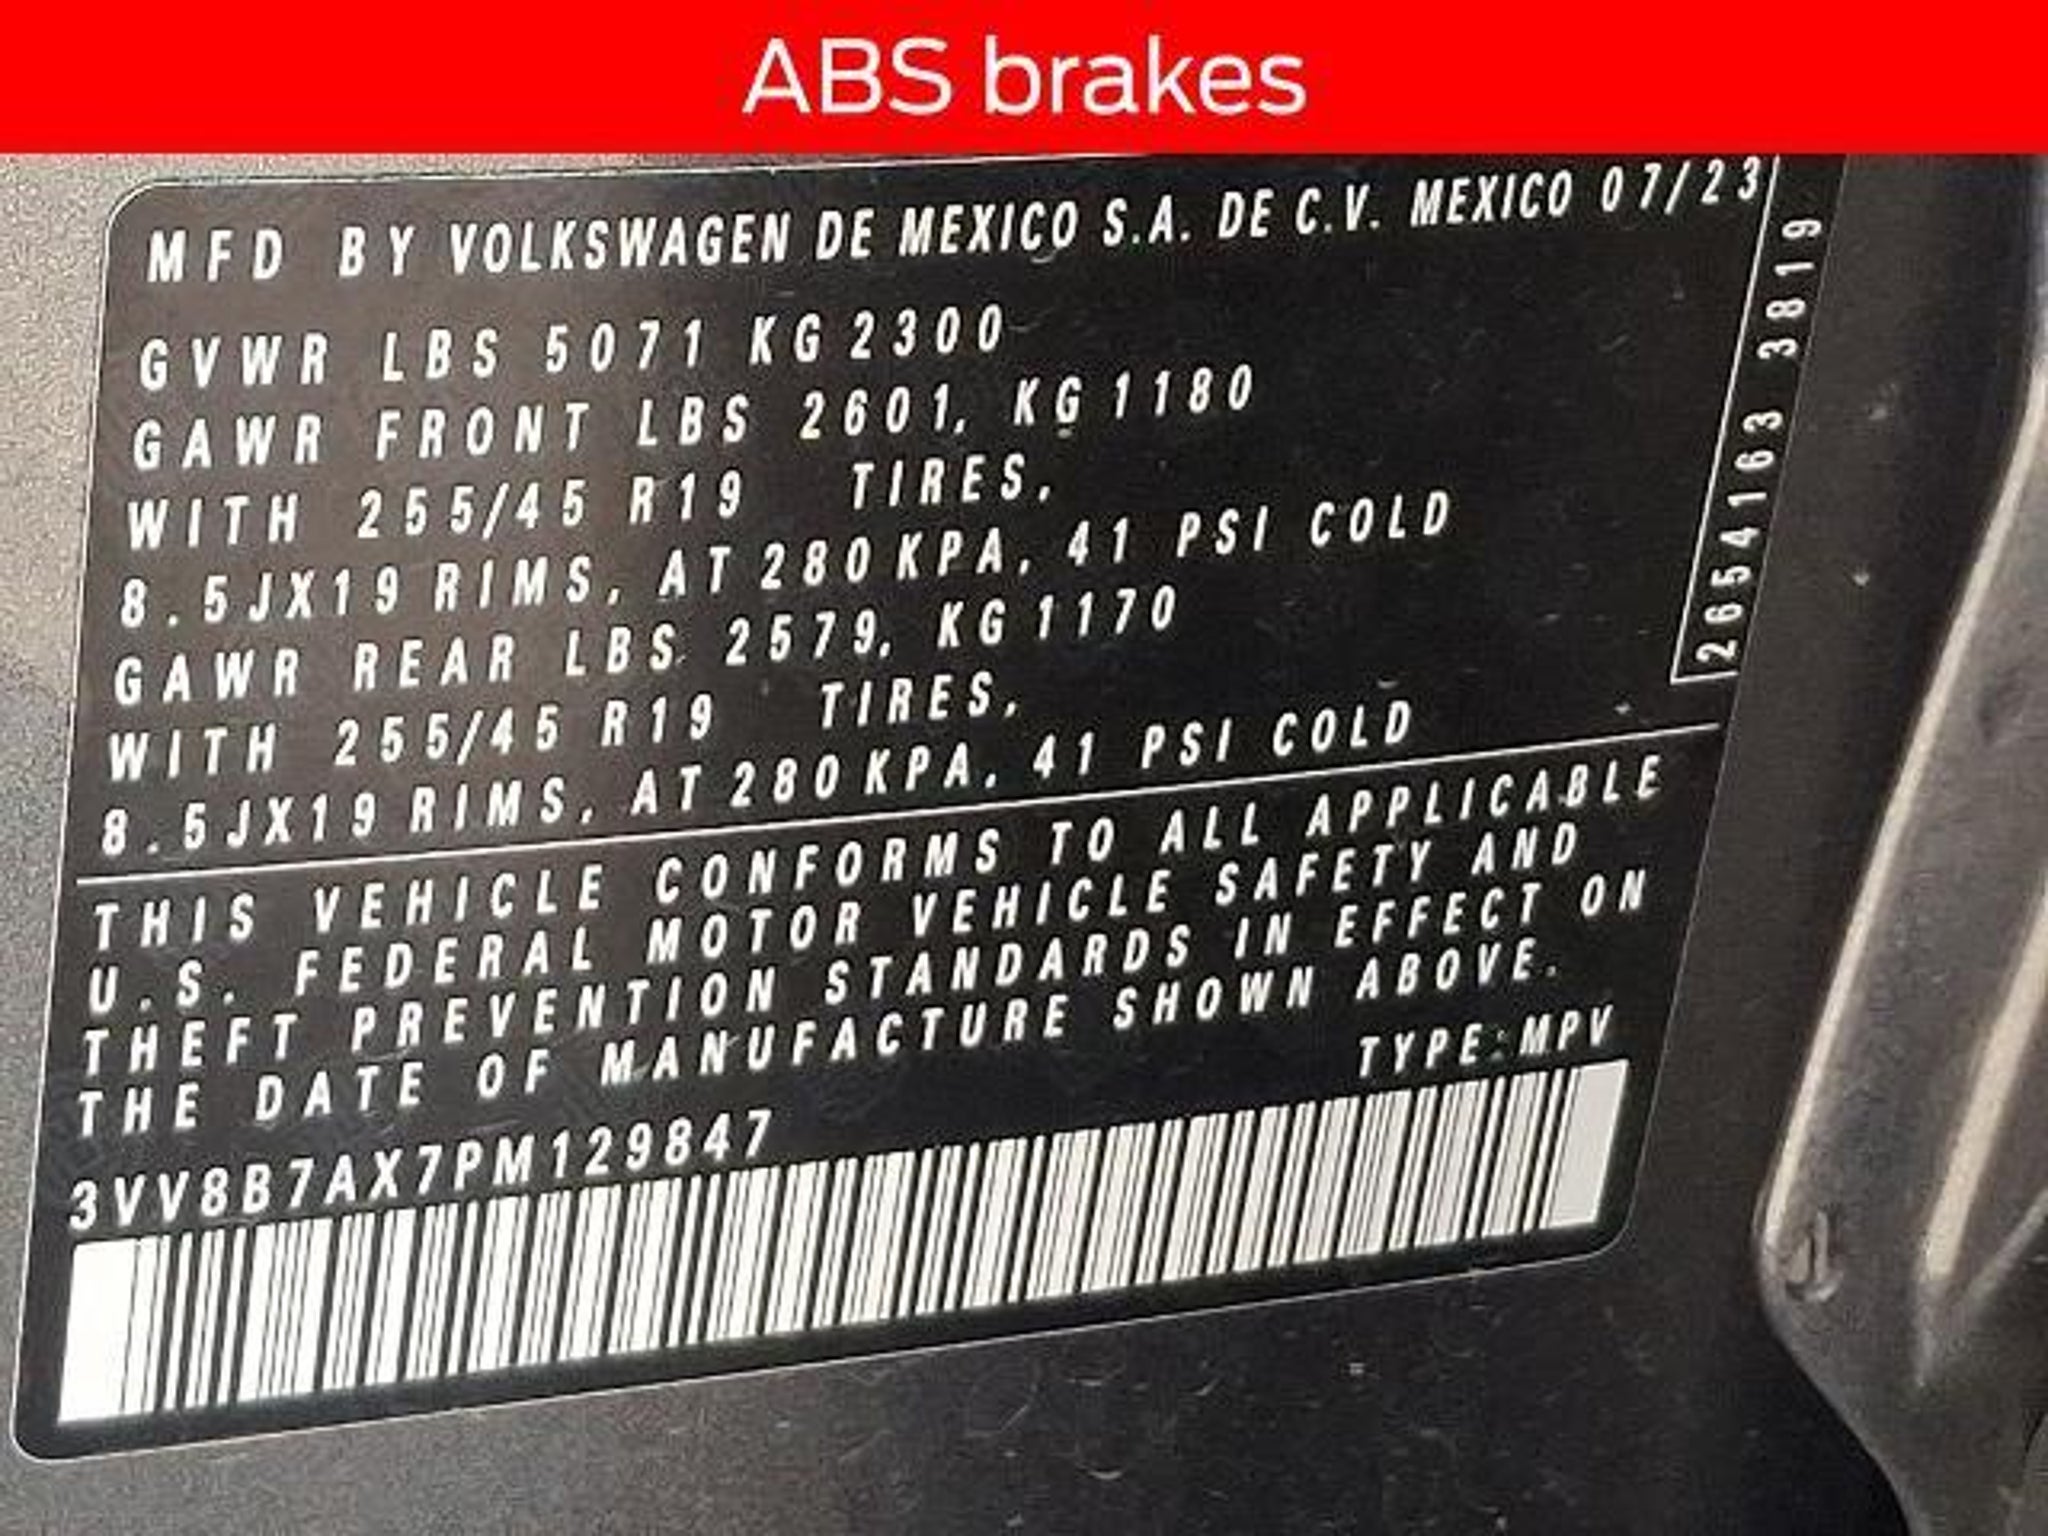 ABS brakes
MFD BY VOLKSWAGEN DE MEXICO S.A. DE C.V. MEXICO 07/23
GVWR LBS 5071 KG 2300
GAWR FRONT LBS 2601, KG 1180
WITH 255/45 R19 TIRES,
8.5JX19 RIMS, AT 280 KPA, 41 PSI COLD
GAWR REAR LBS 2579, KG 1170
WITH 255/45 R19 TIRES,
8.5JX19 RIMS, AT 280 KPA, 41 PSI COLD
2654163 3819
THIS VEHICLE CONFORMS TO ALL APPLICABLE
U.S. FEDERAL MOTOR VEHICLE SAFETY AND
THEFT PREVENTION STANDARDS IN EFFECT ON
THE DATE OF MANUFACTURE SHOWN ABOVE.
TYPE: MPV
3VV8B7AX7PM129847